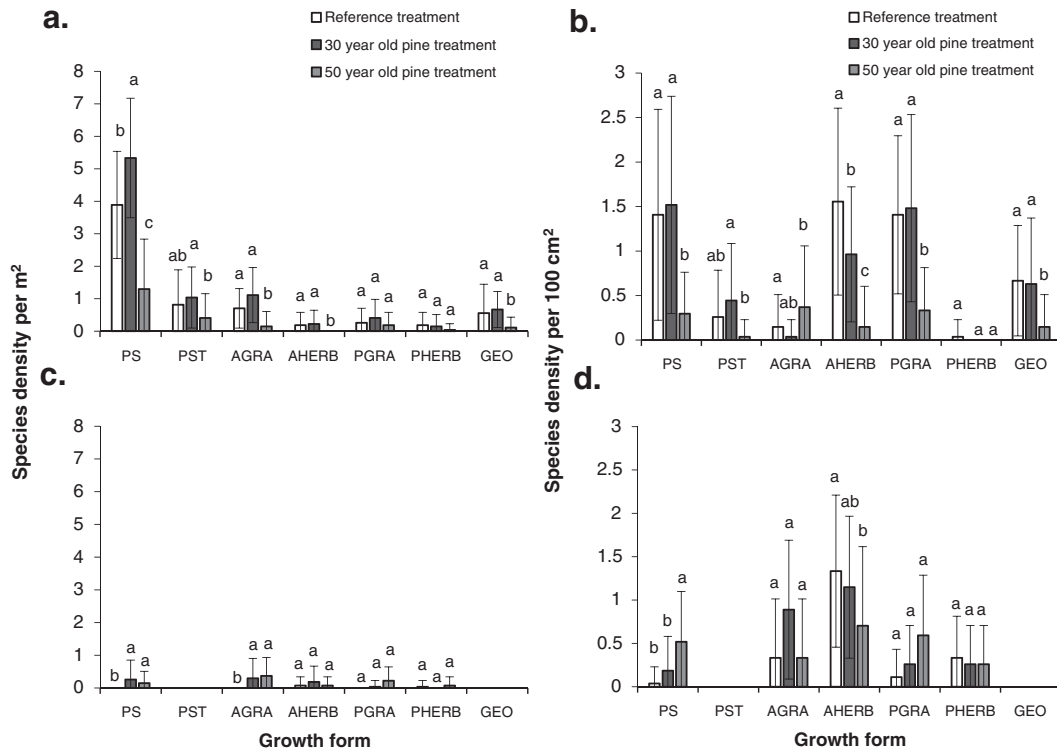 a.
Reference treatment
30 year old pine treatment
50 year old pine treatment
Species density per m²
8
7
6
5
4
3
2
1
0
b a c
ab a b
a a b
a a b
a a a
a a a
a a b
PS PST AGRA AHERB PGRA PHERB GEO
b.
Reference treatment
30 year old pine treatment
50 year old pine treatment
Species density per 100 cm²
3
2.5
2
1.5
1
0.5
0
a a b
ab a b
a ab b
a b c
a a b
a a a
a a b
PS PST AGRA AHERB PGRA PHERB GEO
c.
8
7
6
5
4
3
2
1
0
b a a
b a a
a a a
a a a
a a a
PS PST AGRA AHERB PGRA PHERB GEO
Growth form
d.
3
2.5
2
1.5
1
0.5
0
b b a
a a a
a ab b
a a a
a a a
PS PST AGRA AHERB PGRA PHERB GEO
Growth form